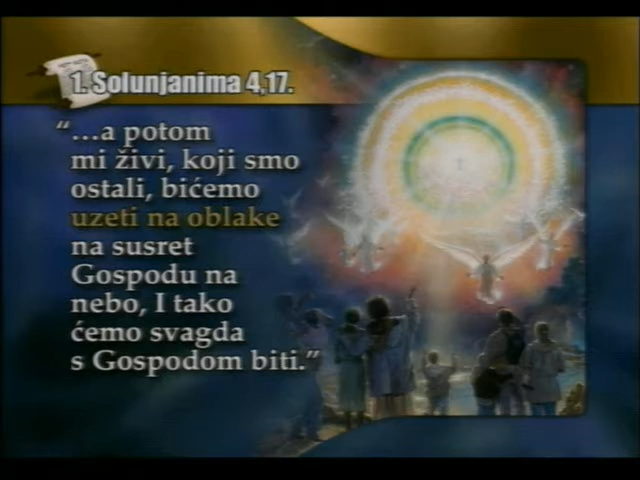 1. Solunjanima 4,17.
“...a potom
mi živi, koji smo
ostali, bićemo
uzeti na oblake
na susret
Gospodu na
nebo, I tako
ćemo svagda
s Gospodom biti.”